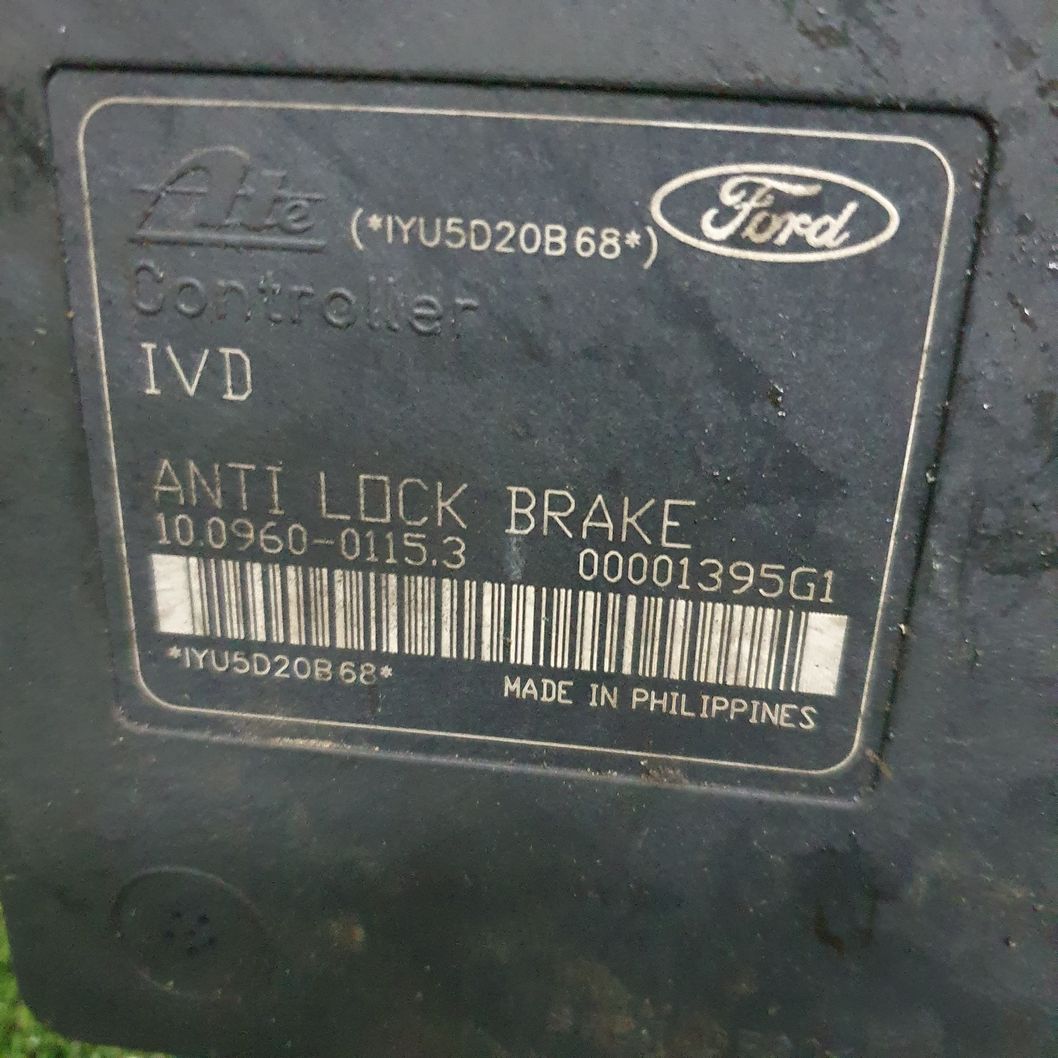 Ate (*IYU5D20B68*) Ford
Controller
IVD
ANTI LOCK BRAKE
10.0960-0115.3 00001395G1
*IYU5D20B68*
MADE IN PHILIPPINES